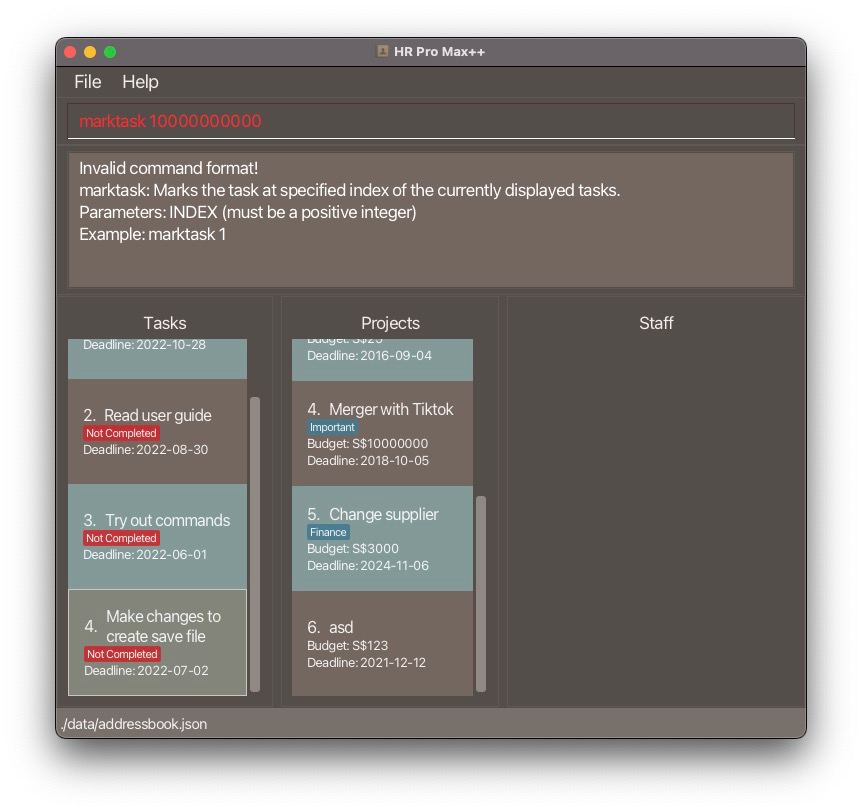 HR Pro Max++
File Help
marktask 10000000000
Invalid command format!
marktask: Marks the task at specified index of the currently displayed tasks.
Parameters: INDEX (must be a positive integer)
Example: marktask 1
Tasks
Deadline: 2022-10-28
2. Read user guide
Not Completed
Deadline: 2022-08-30
3. Try out commands
Not Completed
Deadline: 2022-06-01
4. Make changes to
create save file
Not Completed
Deadline: 2022-07-02
Projects
Budget: S$25
Deadline: 2016-09-04
4. Merger with Tiktok
Important
Budget: S$10000000
Deadline: 2018-10-05
5. Change supplier
Finance
Budget: S$3000
Deadline: 2024-11-06
6. asd
Budget: S$123
Deadline: 2021-12-12
Staff
./data/addressbook.json